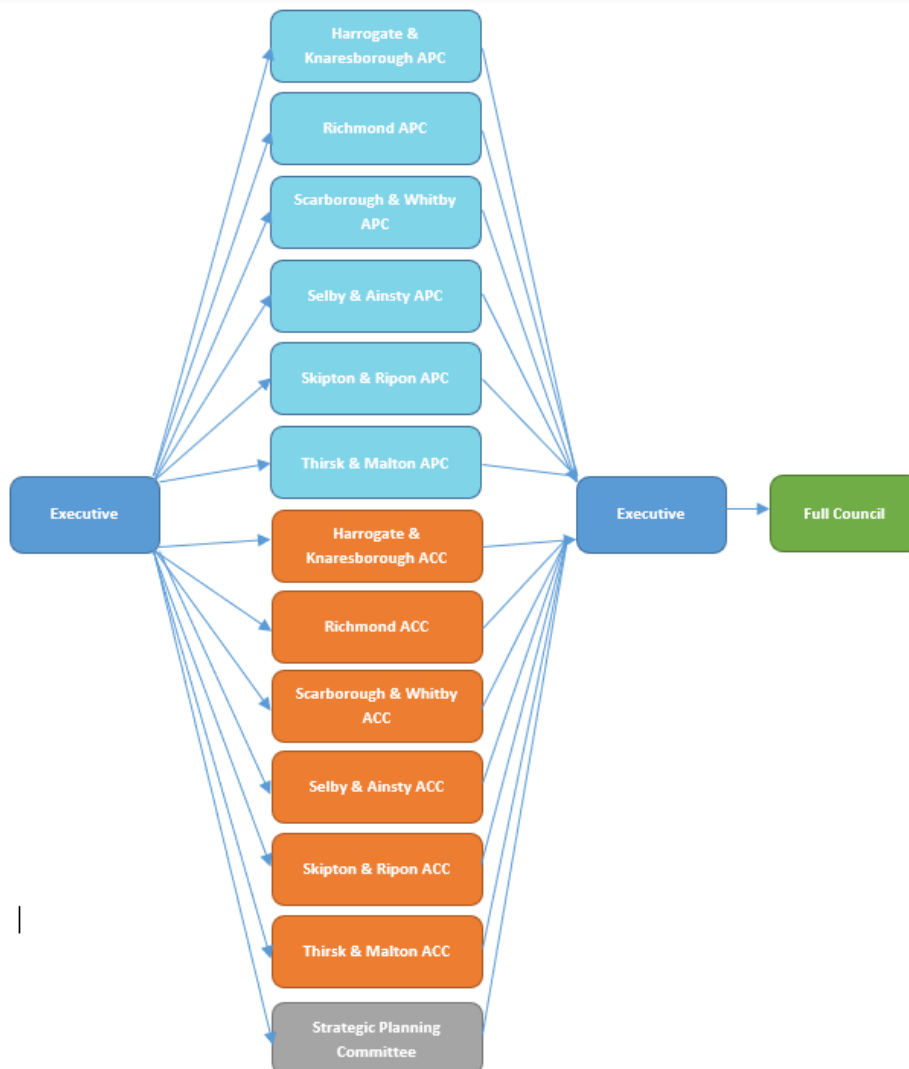 Harrogate &
Knaresborough APC
Richmond APC
Scarborough & Whitby
APC
Selby & Ainsty APC
Skipton & Ripon APC
Thirsk & Malton APC
Executive
Executive
Full Council
Harrogate &
Knaresborough ACC
Richmond ACC
Scarborough & Whitby
ACC
Selby & Ainsty ACC
Skipton & Ripon ACC
Thirsk & Malton ACC
Strategic Planning
Committee